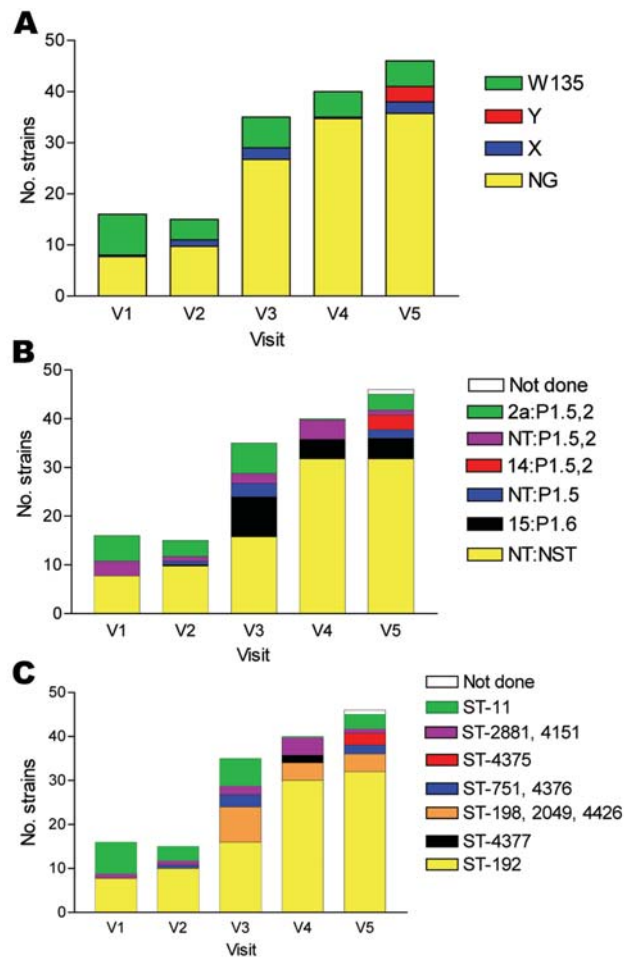 A
50
40
30
20
10
0
No. strains
V1 V2 V3 V4 V5
Visit
W135
Y
X
NG
B
50
40
30
20
10
0
No. strains
V1 V2 V3 V4 V5
Visit
Not done
2a:P1.5,2
NT:P1.5,2
14:P1.5,2
NT:P1.5
15:P1.6
NT:NST
C
50
40
30
20
10
0
No. strains
V1 V2 V3 V4 V5
Visit
Not done
ST-11
ST-2881, 4151
ST-4375
ST-751, 4376
ST-198, 2049, 4426
ST-4377
ST-192